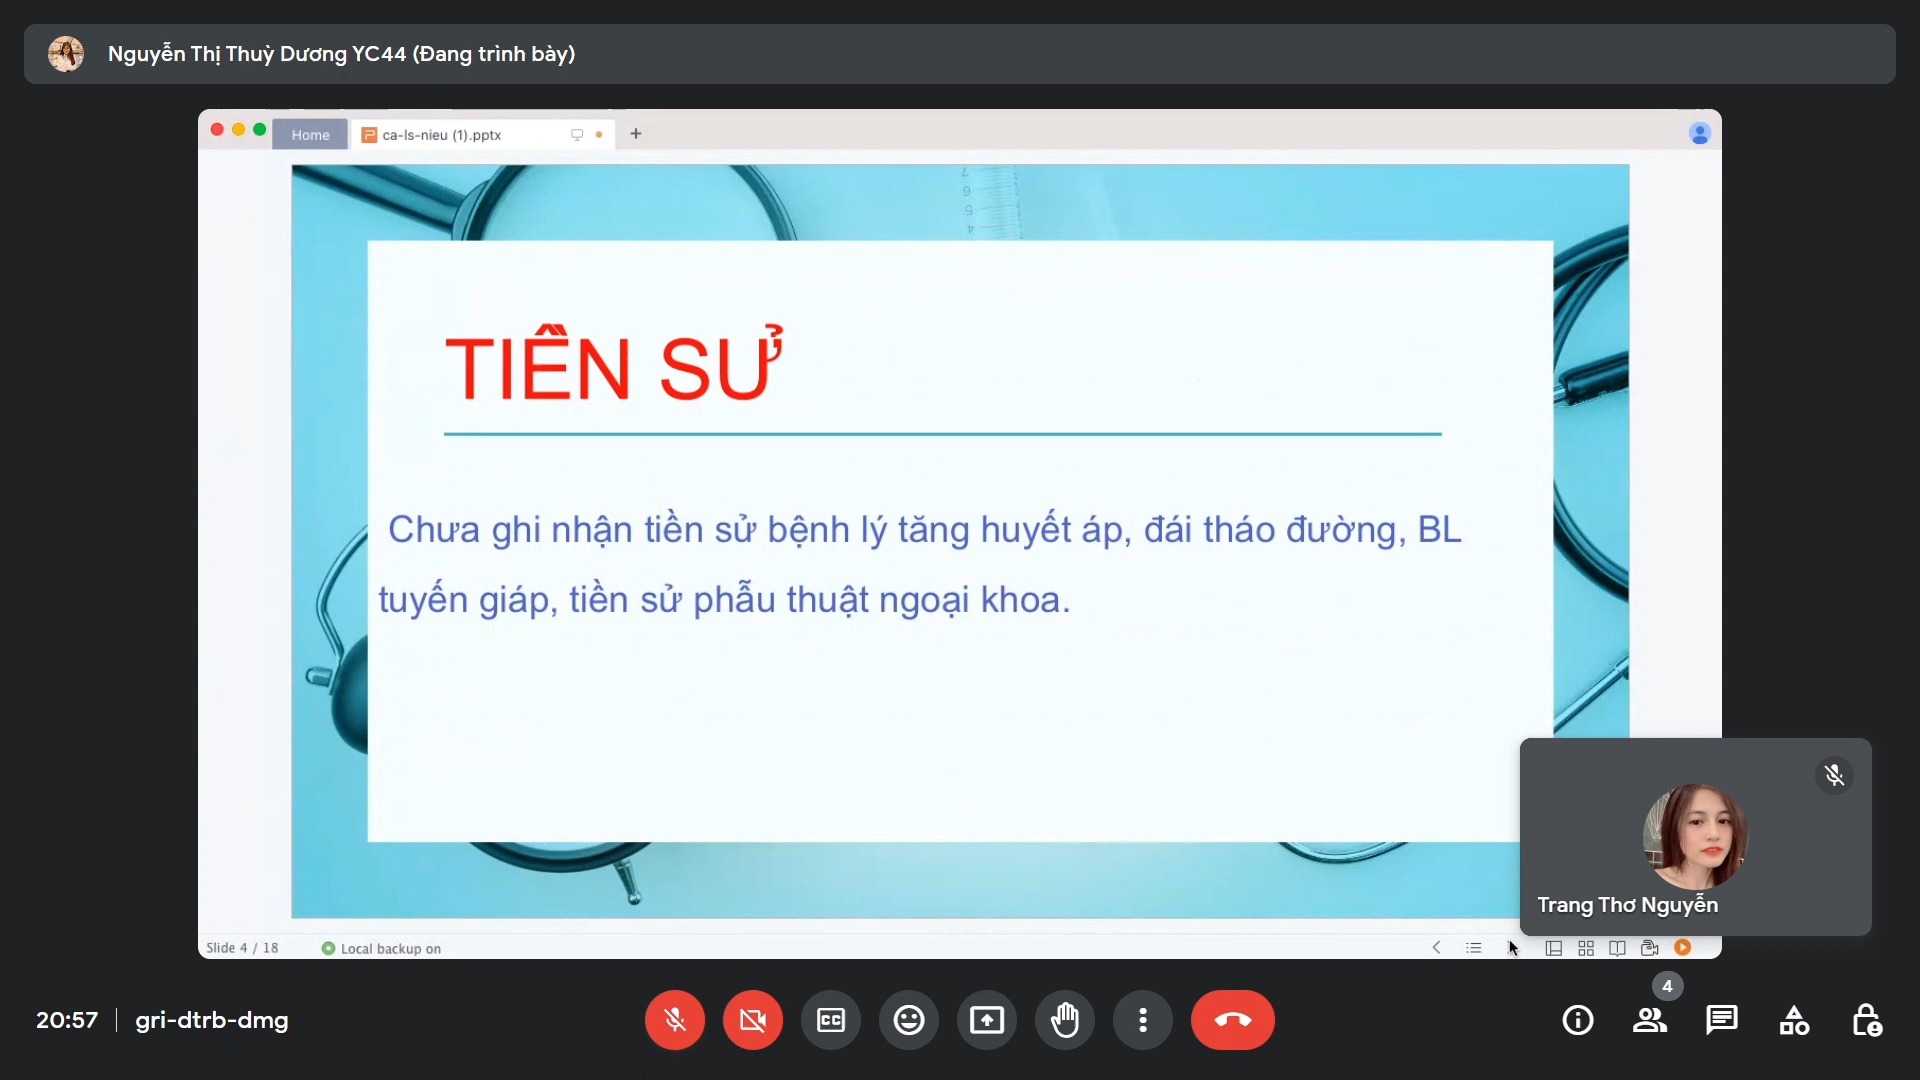 Nguyễn Thị Thuỳ Dương YC44 (Đang trình bày)
Home
ca-ls-nieu (1).pptx
TIỀN SỬ
Chưa ghi nhận tiền sử bệnh lý tăng huyết áp, đái tháo đường, BL
tuyến giáp, tiền sử phẫu thuật ngoại khoa.
Trang Thơ Nguyễn
Slide 4 / 18
Local backup on
20:57
gri-dtrb-dmg
CC
4